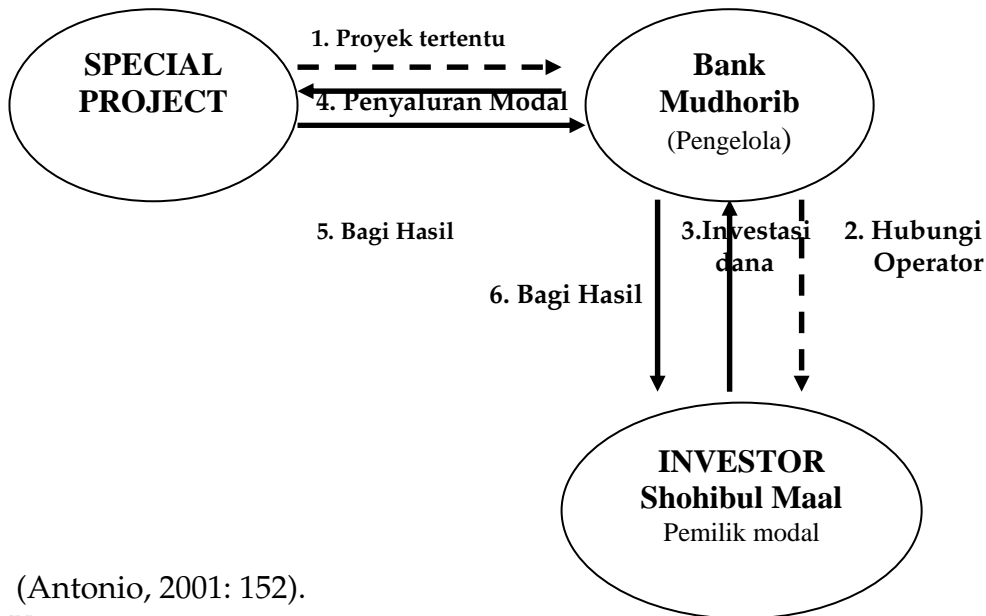 1. Proyek tertentu
SPECIAL
PROJECT
Bank
Mudhorib
(Pengelola)
4. Penyaluran Modal
5. Bagi Hasil
3.Investasi
dana
2. Hubungi
Operator
6. Bagi Hasil
INVESTOR
Shohibul Maal
Pemilik modal
(Antonio, 2001: 152).